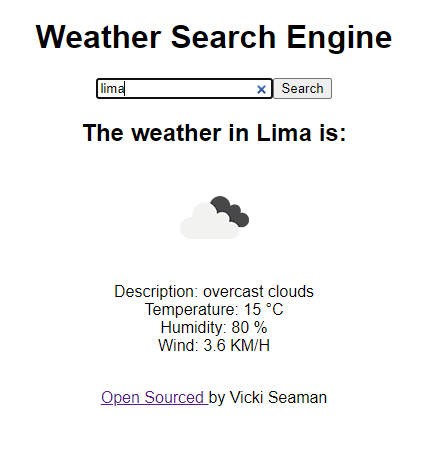 Weather Search Engine
lima Search
The weather in Lima is:
Description: overcast clouds
Temperature: 15 °C
Humidity: 80 %
Wind: 3.6 KM/H
Open Sourced by Vicki Seaman